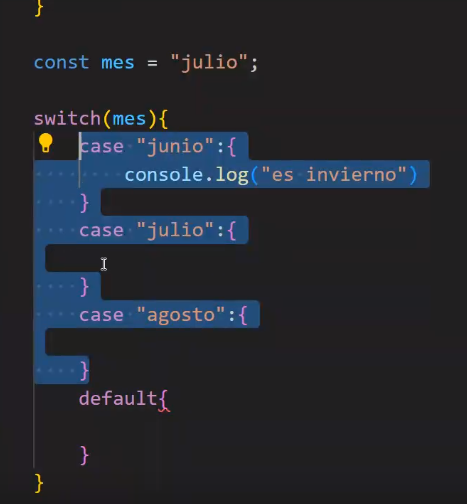 }
const mes = "julio";
switch(mes){
case "junio":{
console.log("es invierno")
}
case "julio":{
}
case "agosto":{
}
default{
}
}